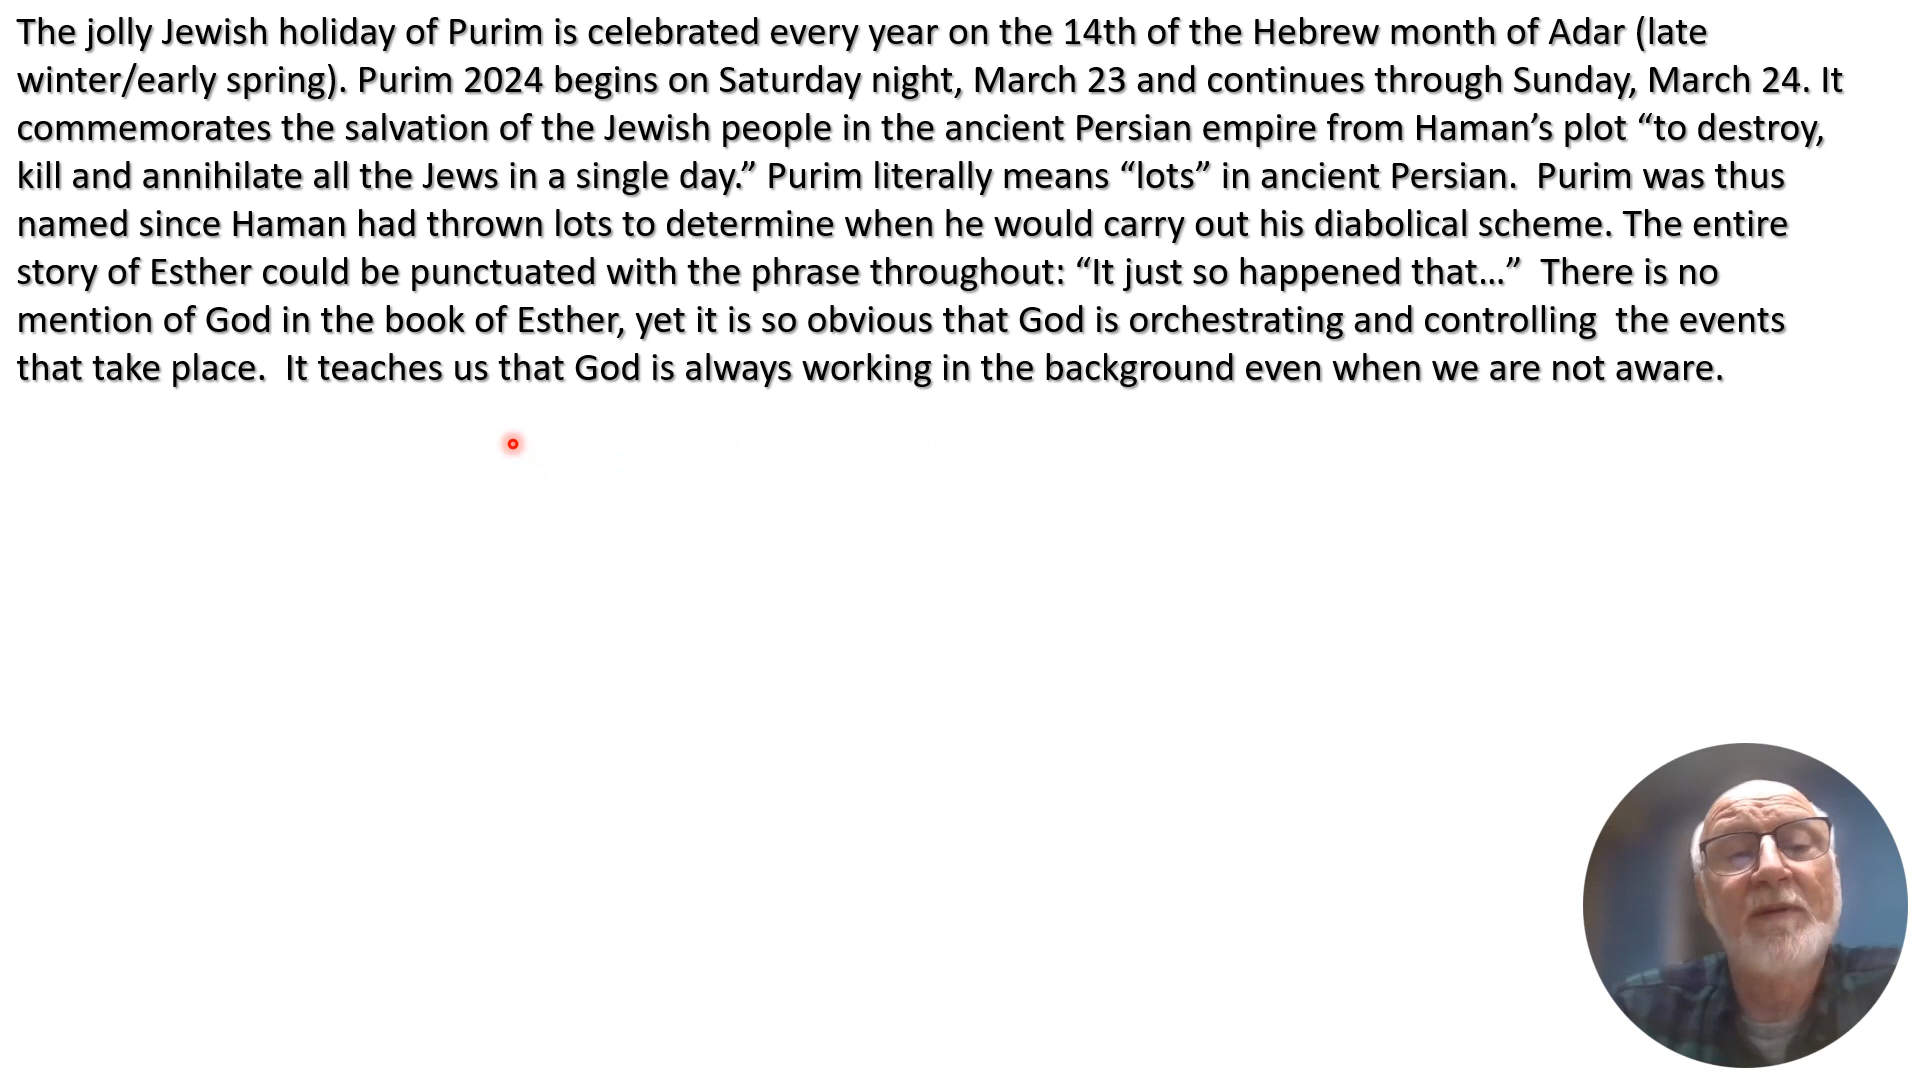 The jolly Jewish holiday of Purim is celebrated every year on the 14th of the Hebrew month of Adar (late
winter/early spring). Purim 2024 begins on Saturday night, March 23 and continues through Sunday, March 24. It
commemorates the salvation of the Jewish people in the ancient Persian empire from Haman’s plot “to destroy,
kill and annihilate all the Jews in a single day.” Purim literally means “lots” in ancient Persian.  Purim was thus
named since Haman had thrown lots to determine when he would carry out his diabolical scheme. The entire
story of Esther could be punctuated with the phrase throughout: “It just so happened that…”  There is no
mention of God in the book of Esther, yet it is so obvious that God is orchestrating and controlling  the events
that take place.  It teaches us that God is always working in the background even when we are not aware.